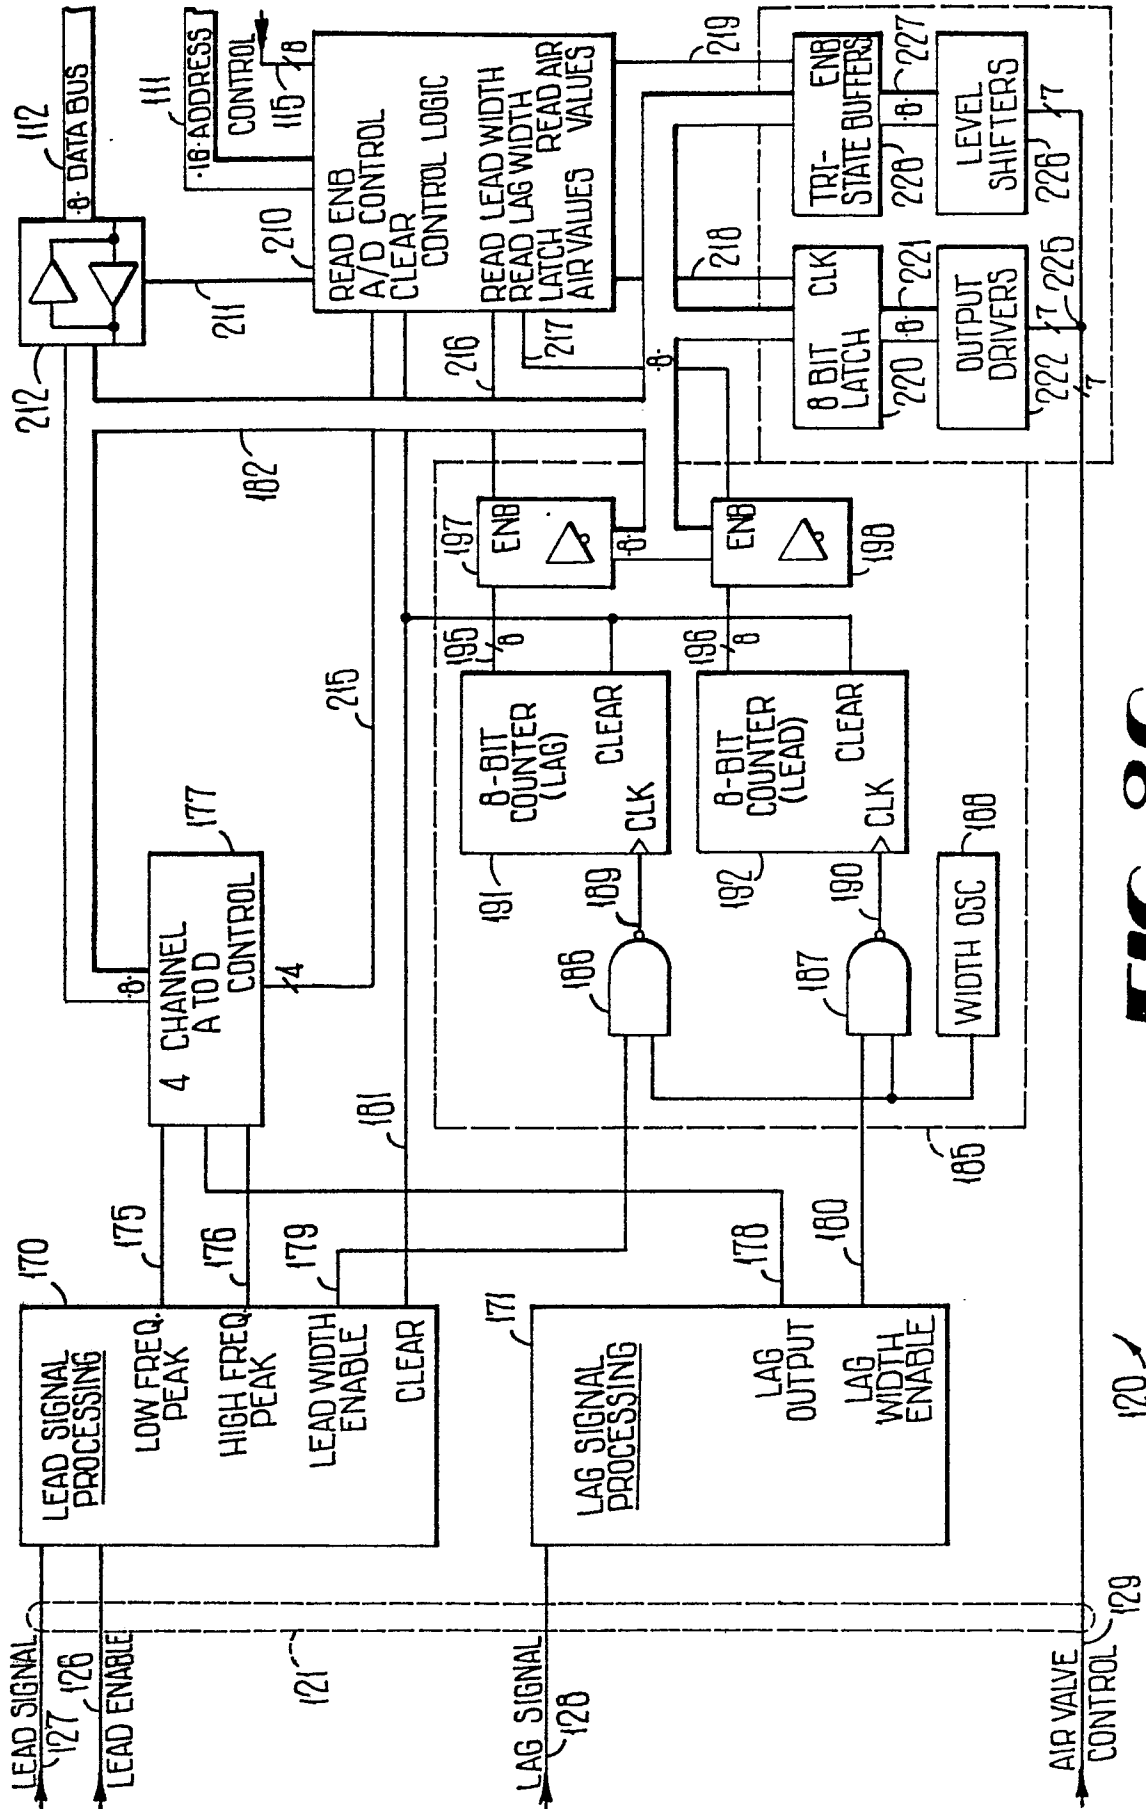 LEAD SIGNAL
127
126
LEAD ENABLE
121
LAG SIGNAL
128
AIR VALVE
CONTROL
129
120
170
LEAD SIGNAL
PROCESSING
LOW FREQ.
PEAK
HIGH FREQ.
PEAK
LEAD WIDTH
ENABLE
CLEAR
171
LAG SIGNAL
PROCESSING
LAG
OUTPUT
LAG
WIDTH
ENABLE
175
176
179
181
178
180
177
4 CHANNEL
A TO D
CONTROL
8
4
215
185
186
187
189
190
188
WIDTH OSC
191
8-BIT
COUNTER
(LAG)
CLEAR
CLK
192
8-BIT
COUNTER
(LEAD)
CLEAR
CLK
195
8
196
8
197
ENB
8
198
ENB
182
212
8 DATA BUS
112
211
210
111
16 ADDRESS
CONTROL
115
8
READ ENB
A/D CONTROL
CLEAR
CONTROL LOGIC
READ LEAD WIDTH
READ LAG WIDTH
LATCH
AIR VALUES
READ AIR
VALUES
216
217
8
218
219
8 BIT
LATCH
CLK
220
8
221
OUTPUT
DRIVERS
222
7
225
7
TRI-
STATE BUFFERS
ENB
228
8
227
LEVEL
SHIFTERS
226
7
FIG. 8C